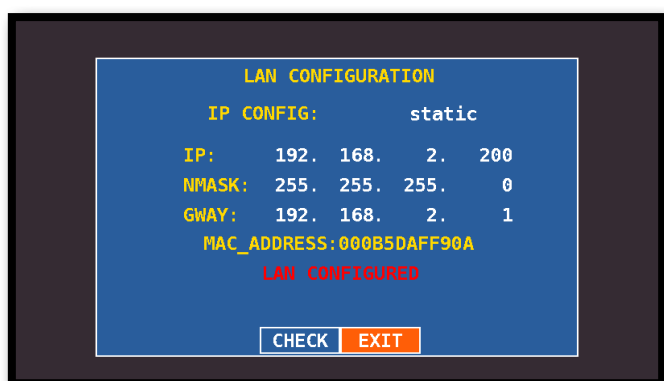 LAN CONFIGURATION
IP CONFIG: static
IP: 192. 168. 2. 200
NMASK: 255. 255. 255. 0
GWAY: 192. 168. 2. 1
MAC_ADDRESS:000B5DAFF90A
LAN CONFIGURED
CHECK EXIT